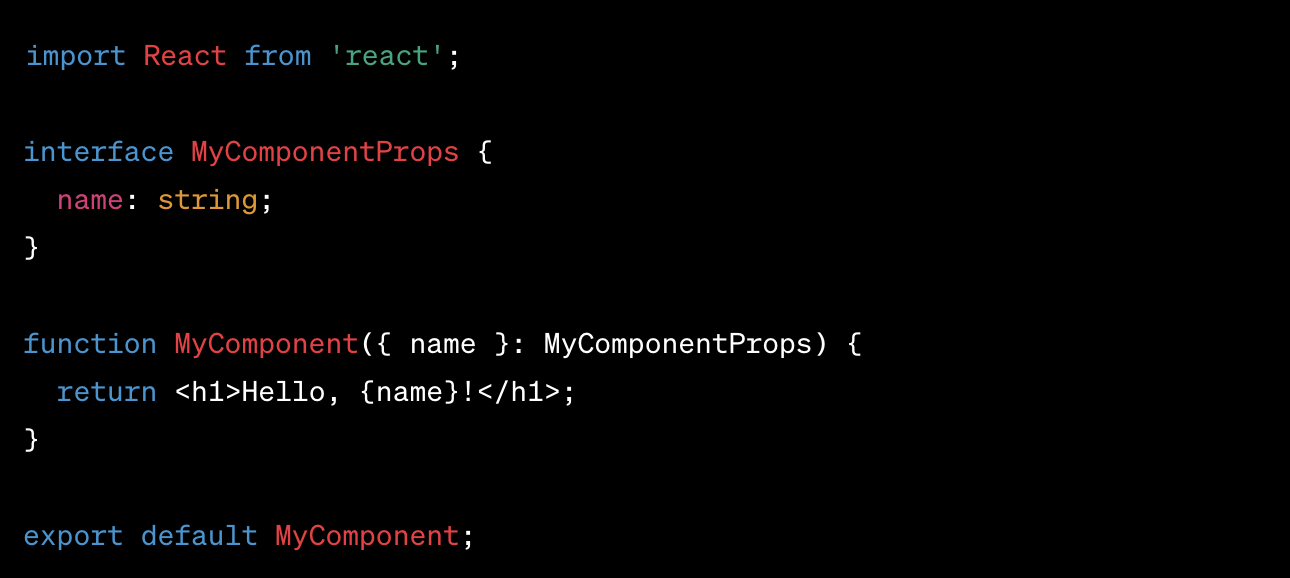 import React from 'react';

interface MyComponentProps {
  name: string;
}

function MyComponent({ name }: MyComponentProps) {
  return <h1>Hello, {name}!</h1>;
}

export default MyComponent;